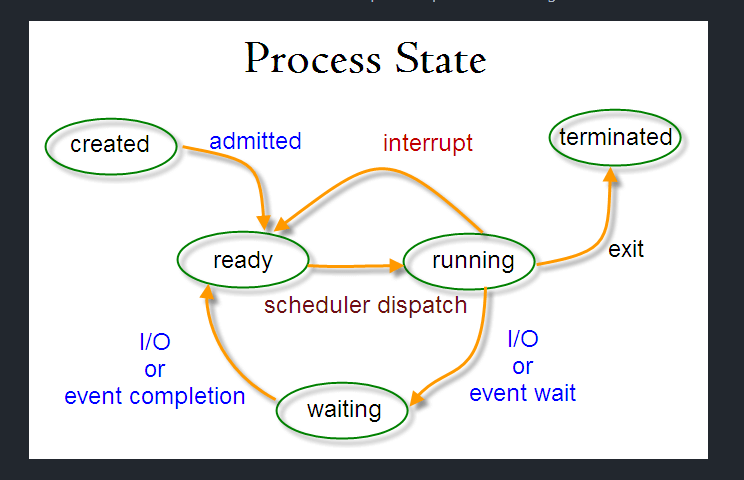 Process State
created
admitted
interrupt
terminated
ready
running
exit
scheduler dispatch
I/O
or
event completion
I/O
or
event wait
waiting